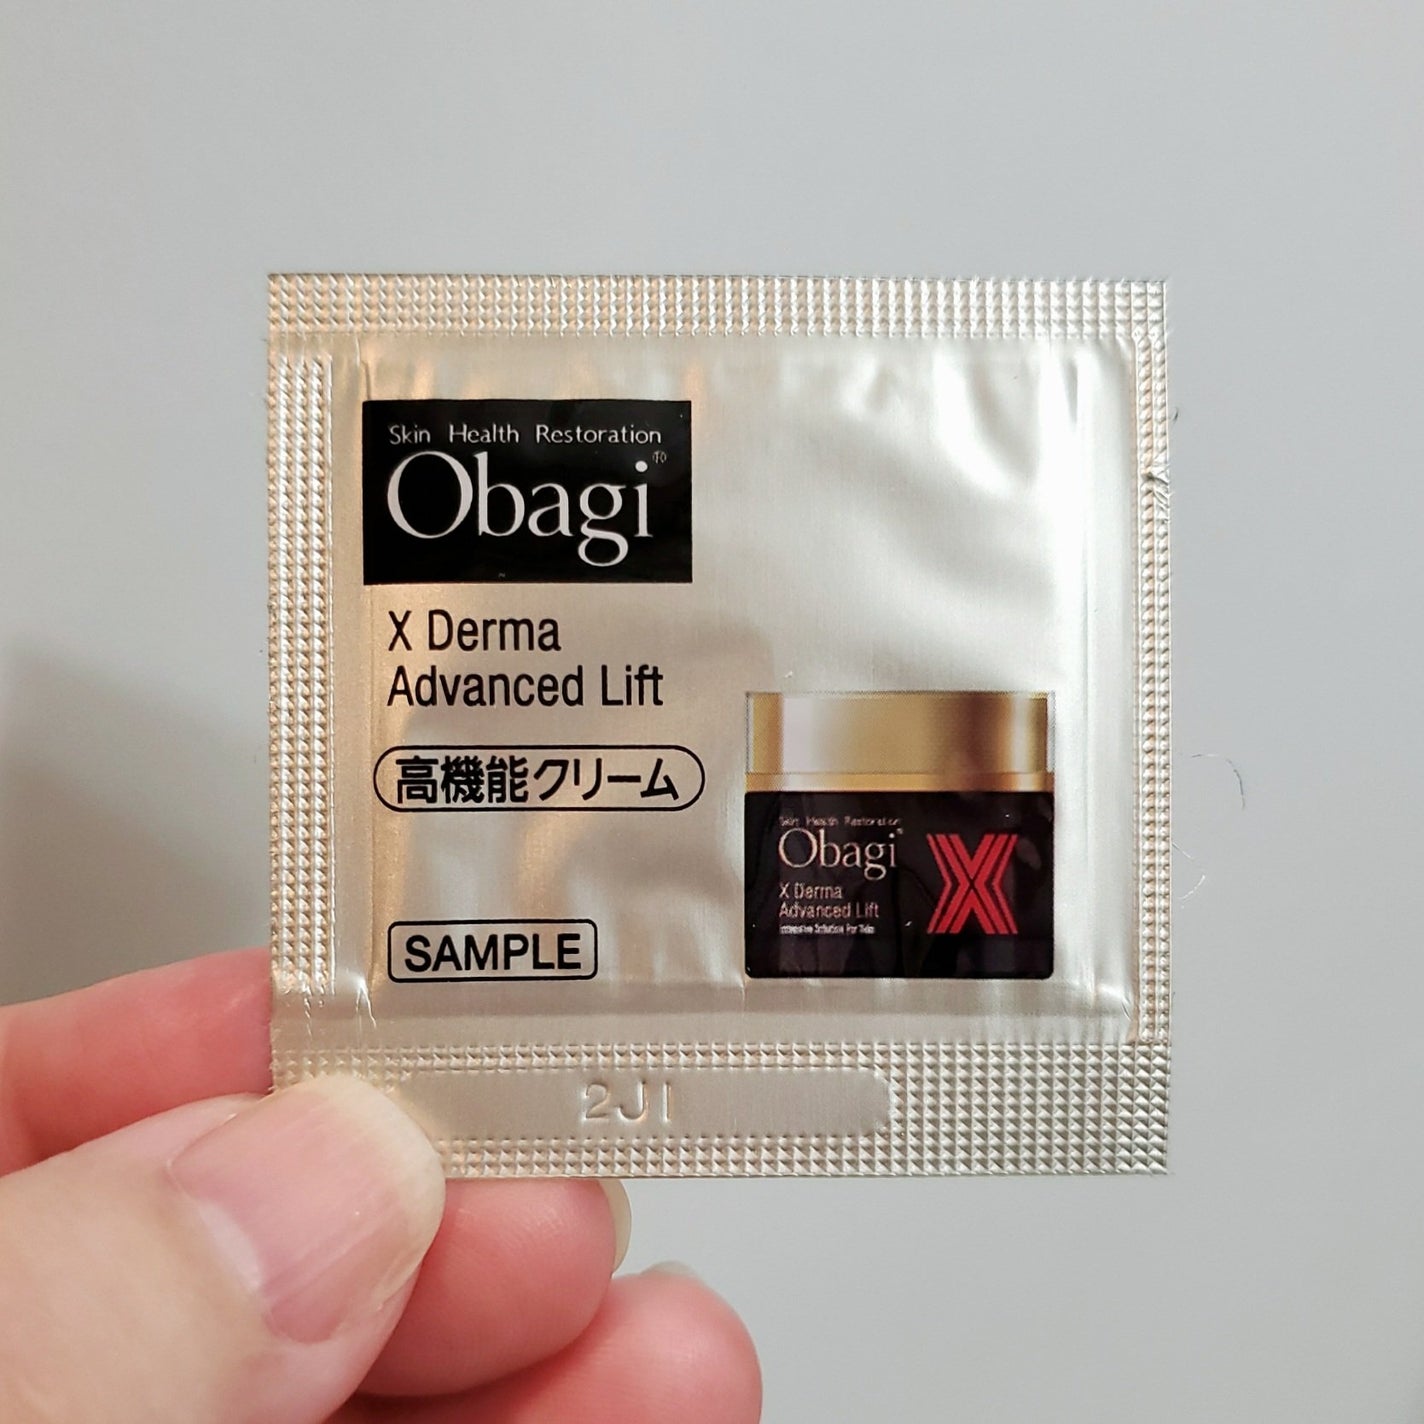 Skin Health Restoration
Obagi®
X Derma
Advanced Lift
高機能クリーム
SAMPLE
Skin Health Restoration
Obagi
X Derma
Advanced Lift
2J1